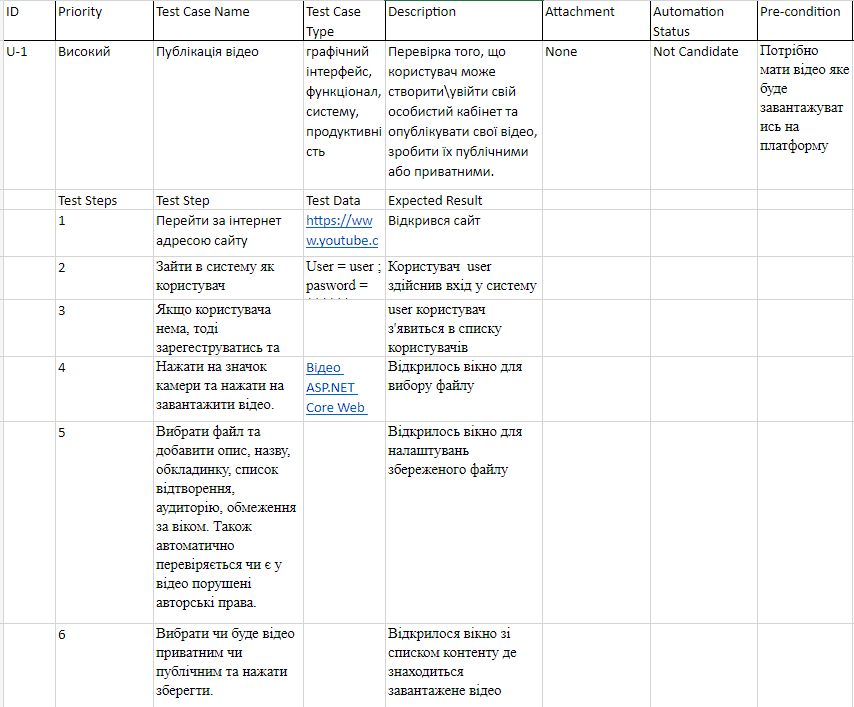 ID Priority Test Case Name Test Case Description Attachment Automation Pre-condition
Type Status
U-1 Високий Публікація відео графічний Перевірка того, що None Not Candidate Потрібно
інтерфейс, користувач може мати відео яке
функціонал, створити\увійти свій буде
систему, особистий кабінет та завантажуват
продуктивні опублікувати свої відео, ись на
сть зробити їх публічними платформу
або приватними.
Test Steps Test Step Test Data Expected Result
1 Перейти за інтернет https://ww Відкрився сайт
адресою сайту w.youtube.c
2 Зайти в систему як User = user ; Користувач user
користувач pasword = здійснив вхід у систему
3 Якщо користувача user користувач
нема, тоді з'явиться в списку
зарегеструватись та користувачів
4 Нажати на значок Відео Відкрилось вікно для
камери та нажати на ASP.NET вибору файлу
завантажити відео. Core Web
5 Вибрати файл та Відкрилось вікно для
добавити опис, назву, налаштувань
обкладинку, список збереженого файлу
відтворення,
аудиторію, обмеження
за віком. Також
автоматично
перевіряється чи є у
відео порушені
авторські права.
6 Вибрати чи буде відео Відкрилося вікно зі
приватним чи списком контенту де
публічним та нажати знаходиться
зберегти. завантажене відео